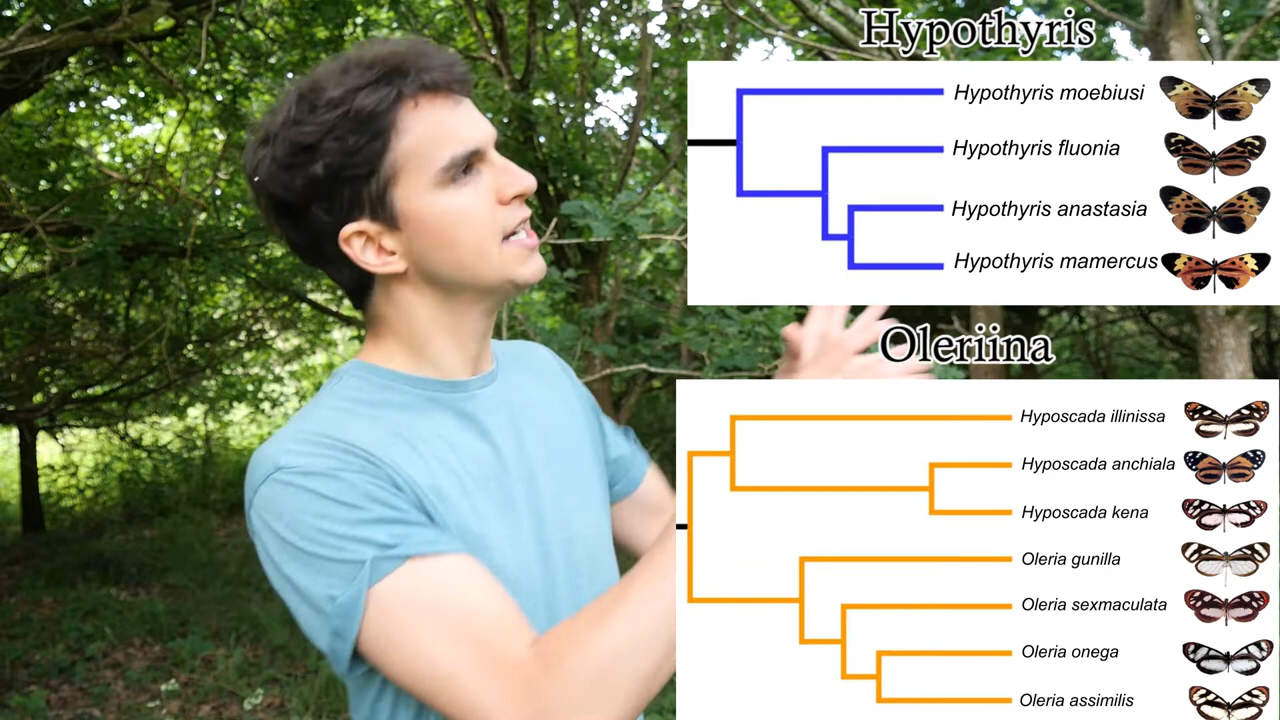 Hypothyris
Hypothyris moebiusi
Hypothyris fluonia
Hypothyris anastasia
Hypothyris mamercus
Oleriina
Hyposcada illinissa
Hyposcada anchiala
Hyposcada kena
Oleria gunilla
Oleria sexmaculata
Oleria onega
Oleria assimilis